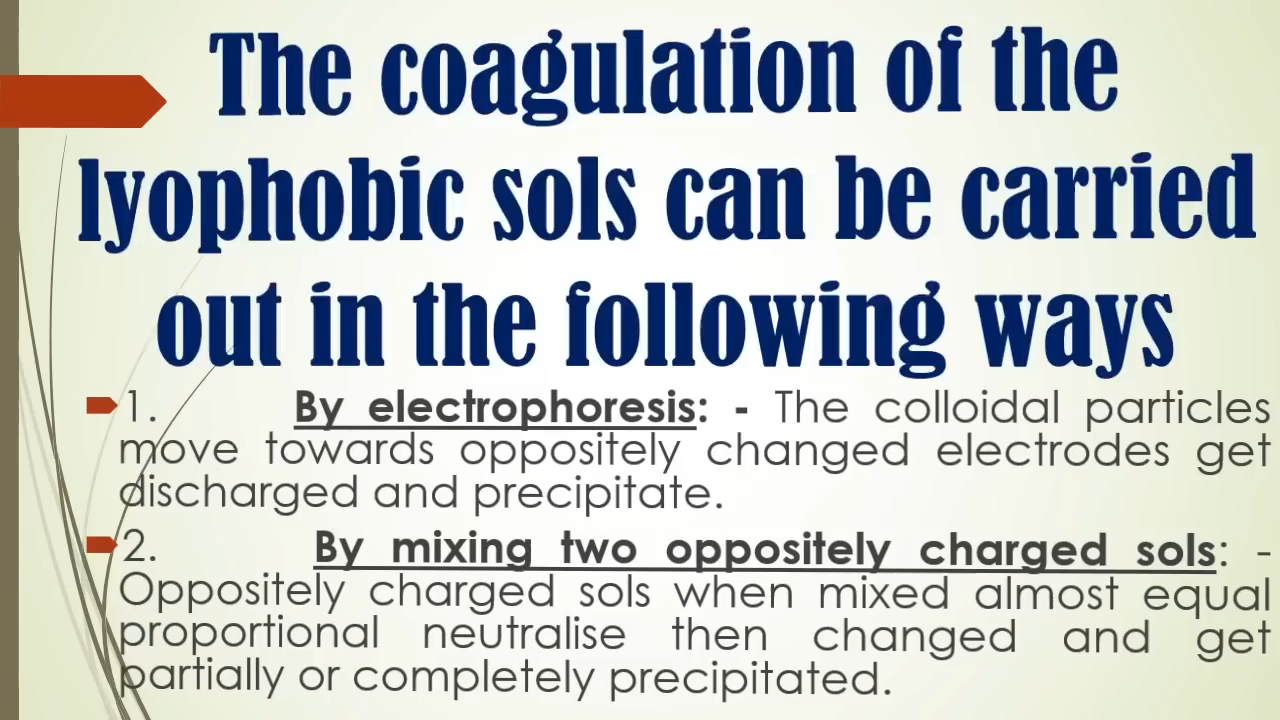 The coagulation of the
lyophobic sols can be carried
out in the following ways
1. By electrophoresis: - The colloidal particles
move towards oppositely changed electrodes get
discharged and precipitate.
2. By mixing two oppositely charged sols: -
Oppositely charged sols when mixed almost equal
proportional neutralise then changed and get
partially or completely precipitated.